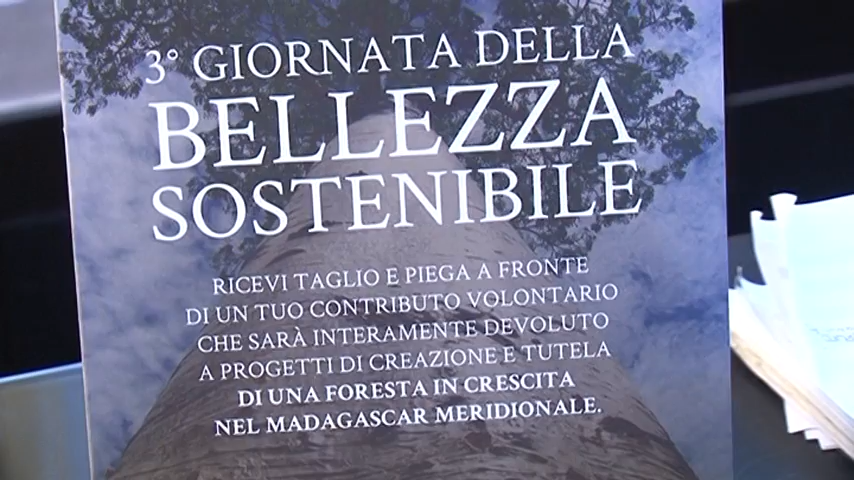 3° GIORNATA DELLA
BELLEZZA
SOSTENIBILE
RICEVI TAGLIO E PIEGA A FRONTE
DI UN TUO CONTRIBUTO VOLONTARIO
CHE SARÀ INTERAMENTE DEVOLUTO
A PROGETTI DI CREAZIONE E TUTELA
DI UNA FORESTA IN CRESCITA
NEL MADAGASCAR MERIDIONALE.